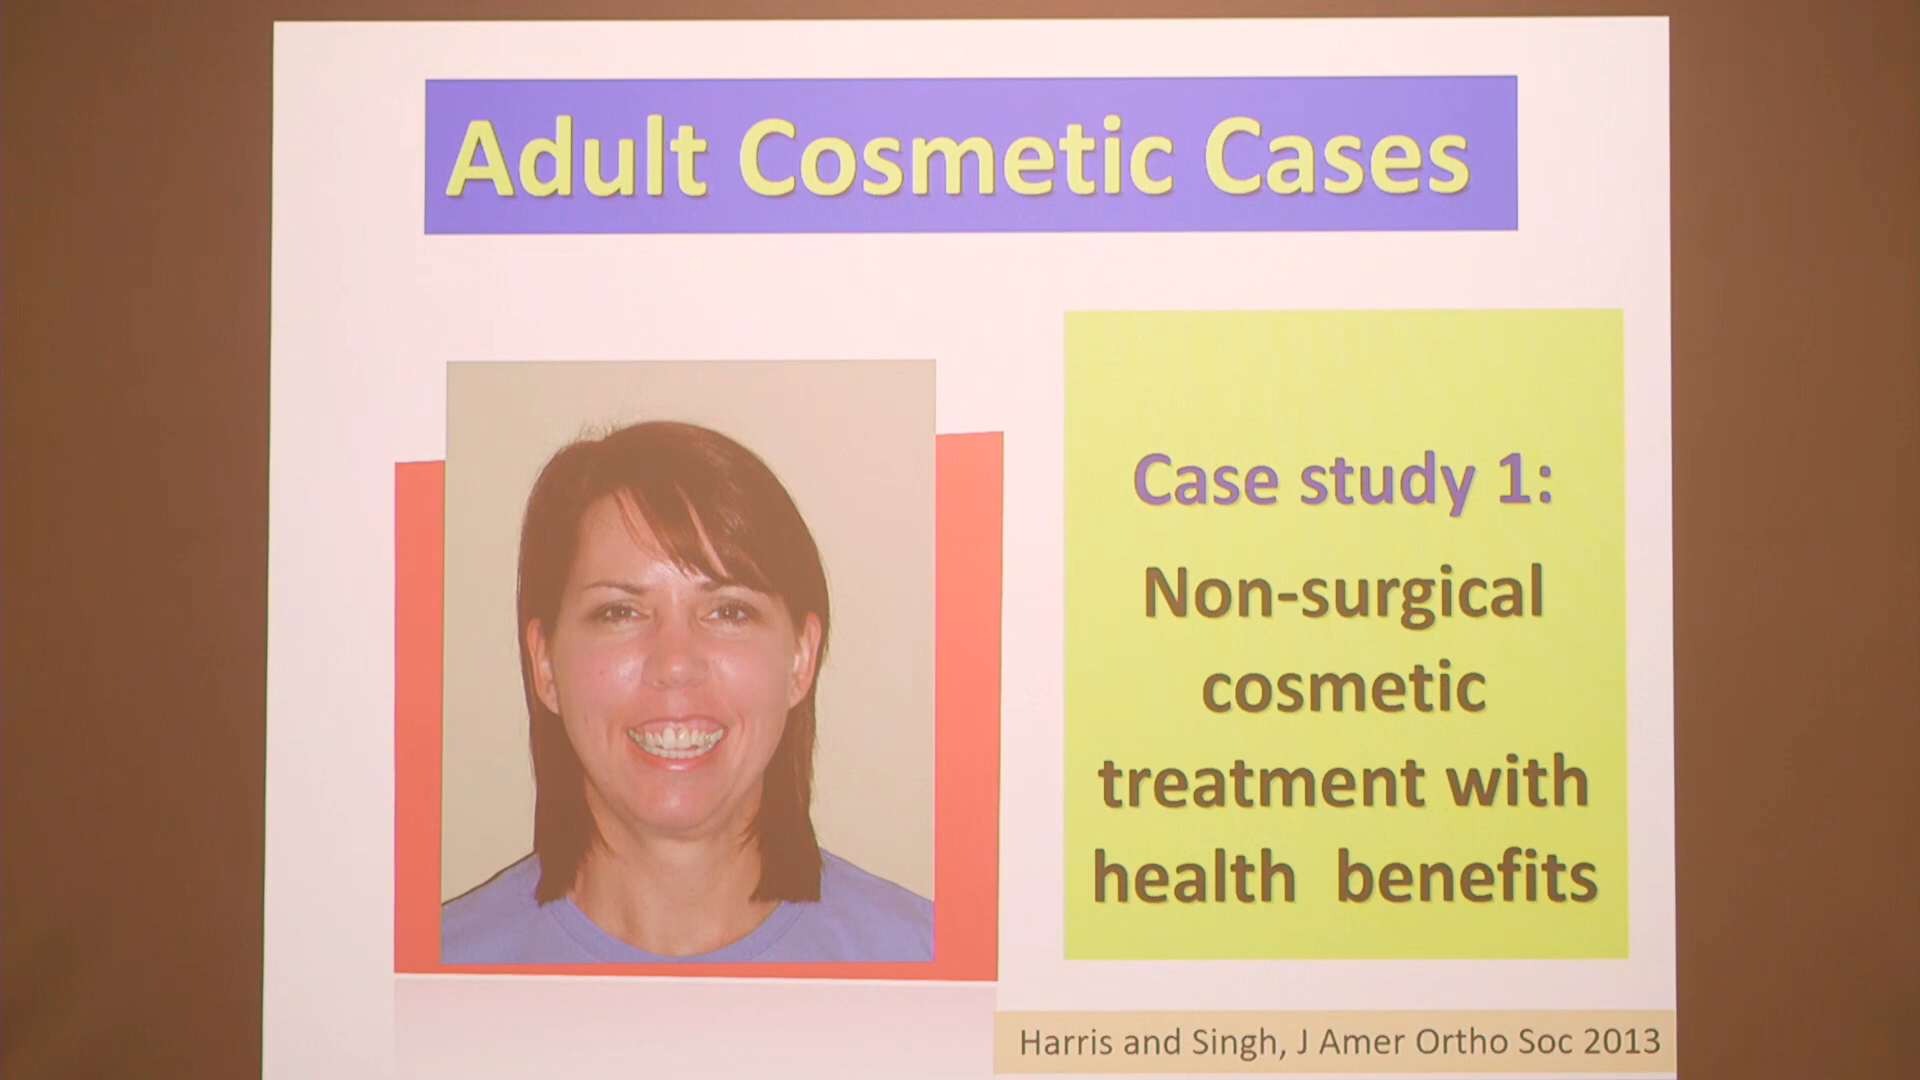 Adult Cosmetic Cases
Case study 1:
Non-surgical
cosmetic
treatment with
health benefits
Harris and Singh, J Amer Ortho Soc 2013